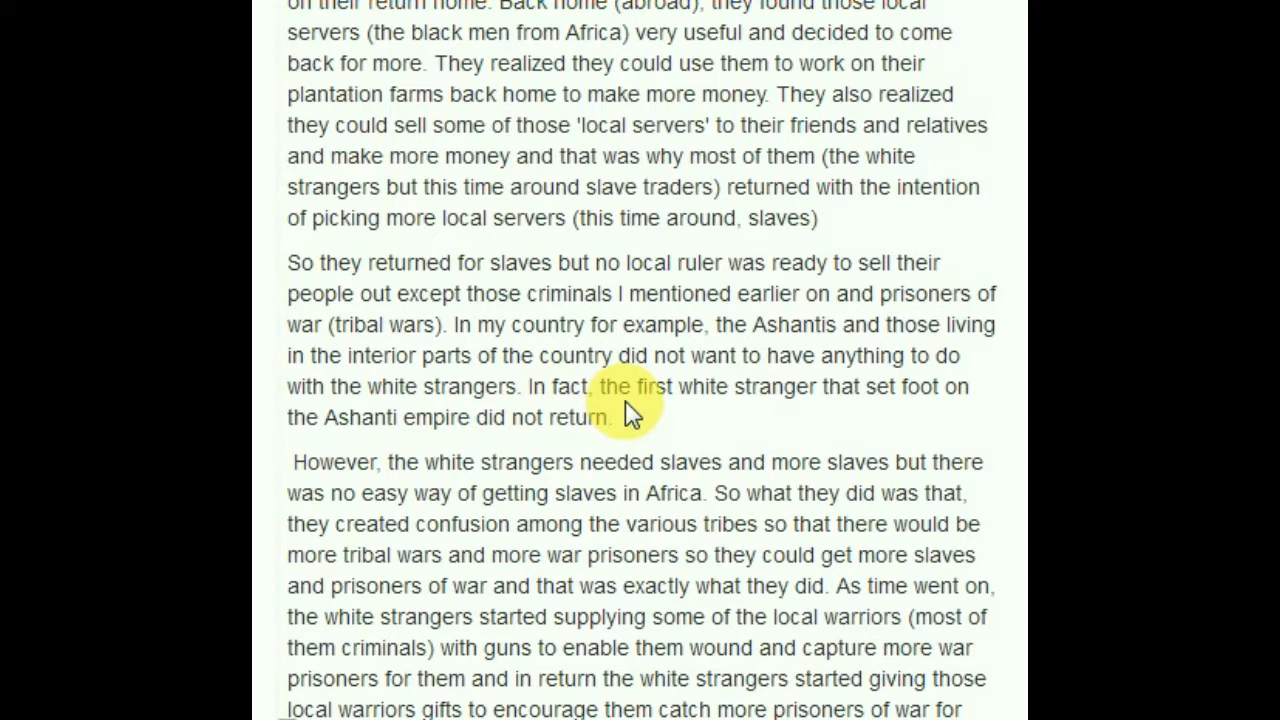 on their return home. Back home (abroad), they found those local
servers (the black men from Africa) very useful and decided to come
back for more. They realized they could use them to work on their
plantation farms back home to make more money. They also realized
they could sell some of those 'local servers' to their friends and relatives
and make more money and that was why most of them (the white
strangers but this time around slave traders) returned with the intention
of picking more local servers (this time around, slaves)
So they returned for slaves but no local ruler was ready to sell their
people out except those criminals I mentioned earlier on and prisoners of
war (tribal wars). In my country for example, the Ashantis and those living
in the interior parts of the country did not want to have anything to do
with the white strangers. In fact, the first white stranger that set foot on
the Ashanti empire did not return.
However, the white strangers needed slaves and more slaves but there
was no easy way of getting slaves in Africa. So what they did was that,
they created confusion among the various tribes so that there would be
more tribal wars and more war prisoners so they could get more slaves
and prisoners of war and that was exactly what they did. As time went on,
the white strangers started supplying some of the local warriors (most of
them criminals) with guns to enable them wound and capture more war
prisoners for them and in return the white strangers started giving those
local warriors gifts to encourage them catch more prisoners of war for